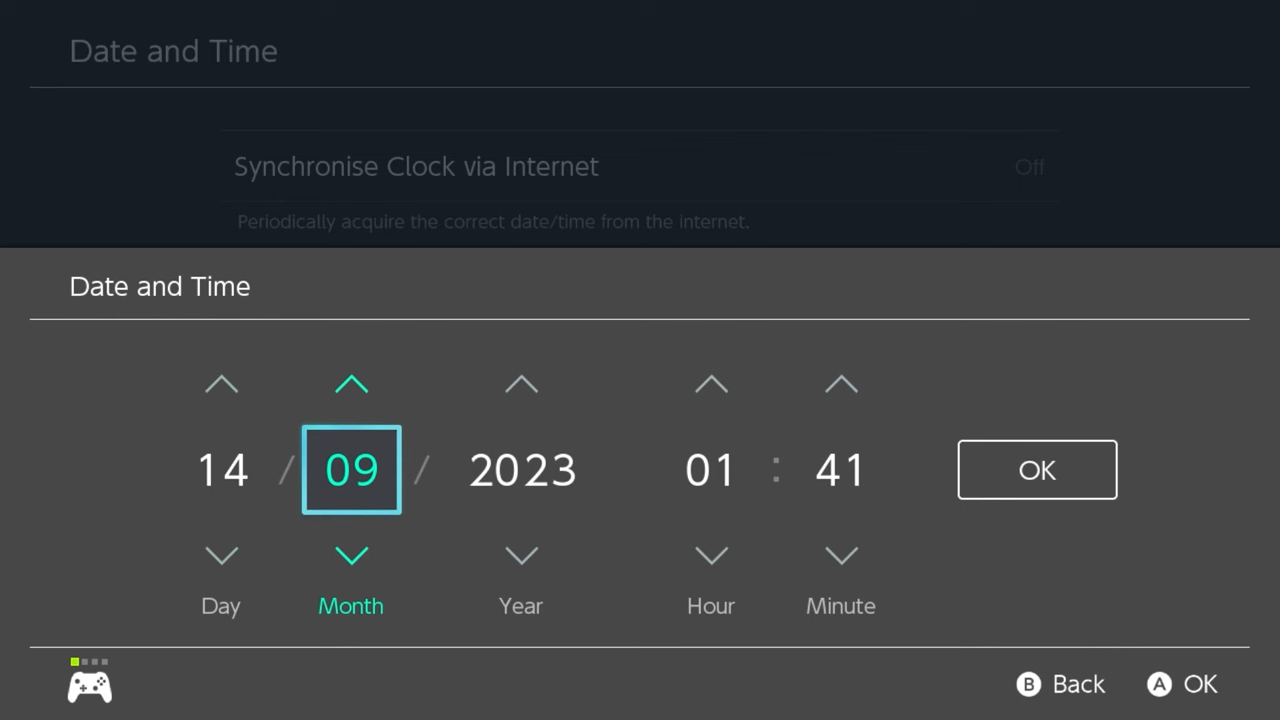 Date and Time
Synchronise Clock via Internet Off
Periodically acquire the correct date/time from the internet.
Date and Time
14 / 09 / 2023 01 : 41 OK
Day Month Year Hour Minute
B Back A OK